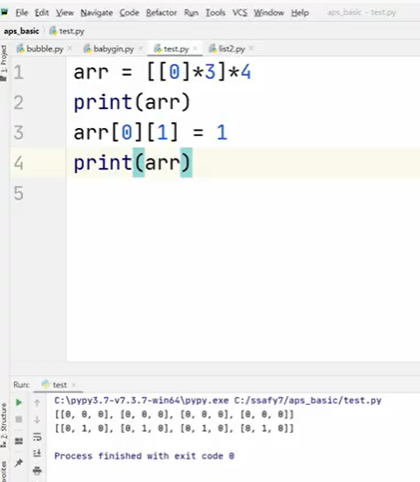 File Edit View Navigate Code Refactor Run Tools VCS Window Help aps_basic - test.py
aps_basic test.py
bubble.py babygin.py test.py list2.py
1: Project
1 arr = [[0]*3]*4
2 print(arr)
3 arr[0][1] = 1
4 print(arr)
5
Run: test
C:\pypy3.7-v7.3.7-win64\pypy.exe C:/ssafy7/aps_basic/test.py
[[0, 0, 0], [0, 0, 0], [0, 0, 0], [0, 0, 0]]
[[0, 1, 0], [0, 1, 0], [0, 1, 0], [0, 1, 0]]
Process finished with exit code 0
Z: Structure